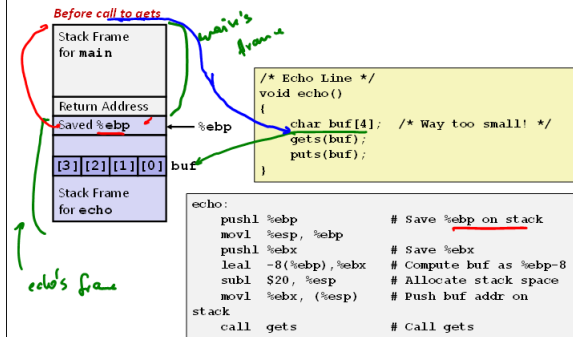 Before call to gets
main's
frame
Stack Frame
for main
Return Address
Saved %ebp
%ebp
[3] [2] [1] [0] buf
Stack Frame
for echo
echo's frame
/* Echo Line */
void echo()
{
char buf[4];  /* Way too small! */
gets(buf);
puts(buf);
}
echo:
pushl %ebp # Save %ebp on stack
movl %esp, %ebp
pushl %ebx # Save %ebx
leal -8(%ebp),%ebx # Compute buf as %ebp-8
subl $20, %esp # Allocate stack space
movl %ebx, (%esp) # Push buf addr on
stack
call gets # Call gets